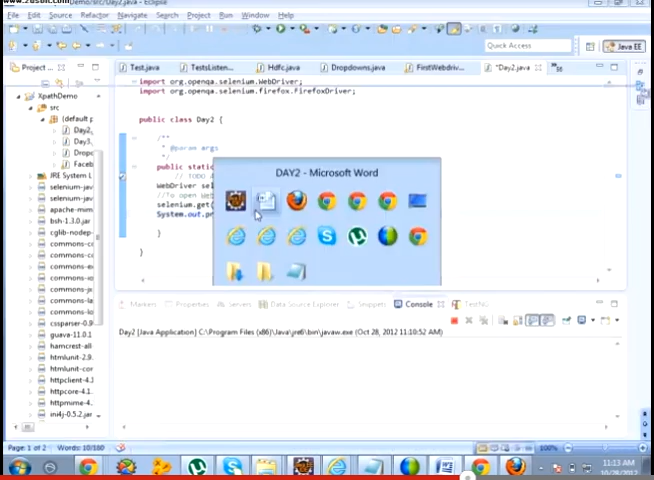 File Edit Source Refactor Navigate Search Project Run Window Help
Quick Access
Java EE
Project ...
Test.java
TestsListen...
Hdfc.java
Dropdowns.java
FirstWebdriv...
*Day2.java
XpathDemo
src
(default p
Day2.
Day3.
Dropc
Faceb
JRE System L
selenium-jav
selenium-jav
apache-mim
bsh-1.3.0.jar
cglib-nodep-
commons-co
commons-co
commons-ex
commons-jx
commons-la
commons-lo
cssparser-0.9
guava-11.0.1
hamcrest-all
htmlunit-2.9.
htmlunit-cor
httpclient-4.1
httpcore-4.1.
httpmime-4.
ini4j-0.5.2.jar
import org.openqa.selenium.WebDriver;
import org.openqa.selenium.firefox.FirefoxDriver;
public class Day2 {
/**
* @param args
*/
public static
// TODO
WebDriver sel
//To open Web
selenium.get(
System.out.pr
}
}
DAY2 - Microsoft Word
Markers
Properties
Servers
Data Source Explorer
Snippets
Console
TestNG
Day2 [Java Application] C:\Program Files (x86)\Java\jre6\bin\javaw.exe (Oct 28, 2012 11:10:52 AM)
Page: 1 of 2
Words: 10/180
100%
11:13 AM
10/28/2012